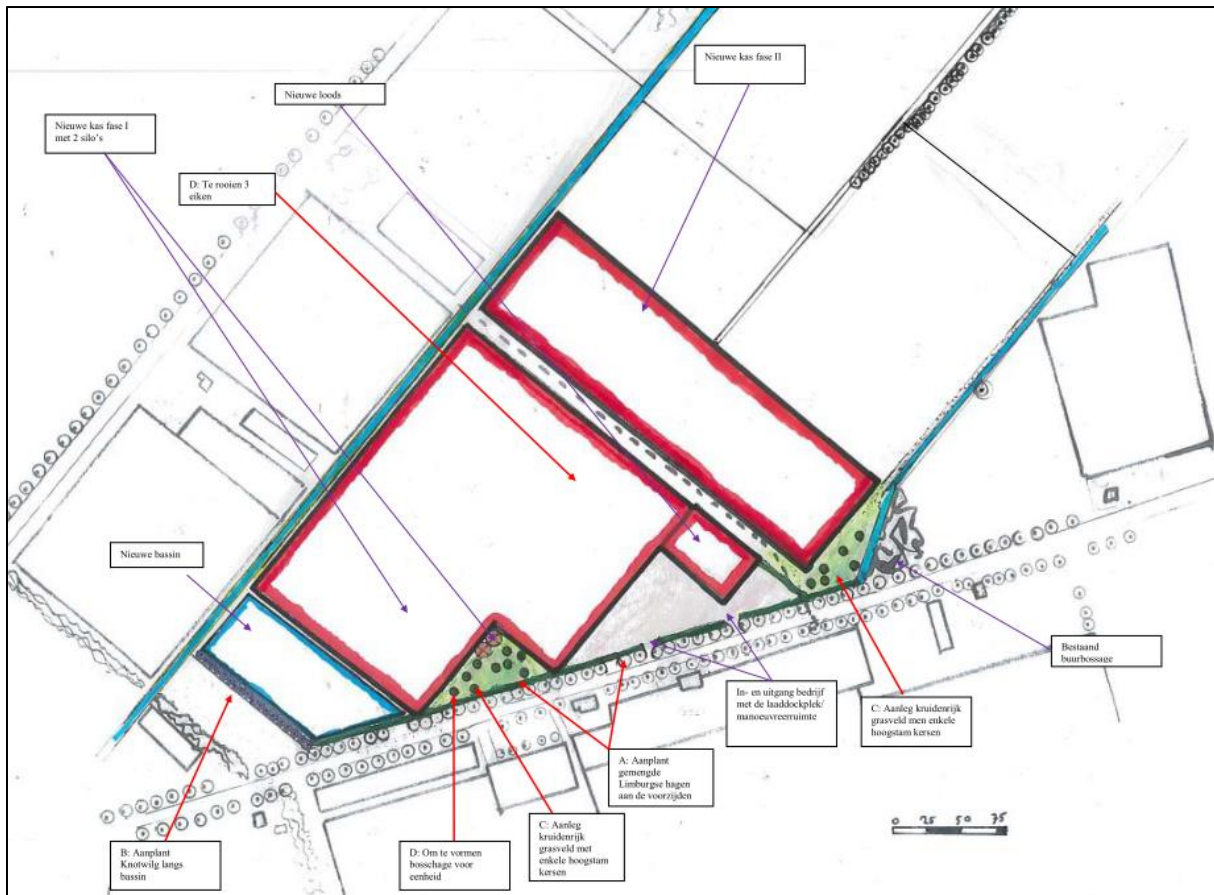 Nieuwe kas fase II
Nieuwe loods
Nieuwe kas fase I
met 2 silo's
D: Te rooien 3
eiken
Nieuwe bassin
Bestaand
buurbossage
In- en uitgang bedrijf
met de laaddockplek/
manoeuvreerruimte
C: Aanleg kruidenrijk
grasveld men enkele
hoogstam kersen
A: Aanplant
gemengde
Limburgse hagen
aan de voorzijden
B: Aanplant
Knotwilg langs
bassin
D: Om te vormen
bosschage voor
eenheid
C: Aanleg
kruidenrijk
grasveld met
enkele hoogstam
kersen
0 25 50 75